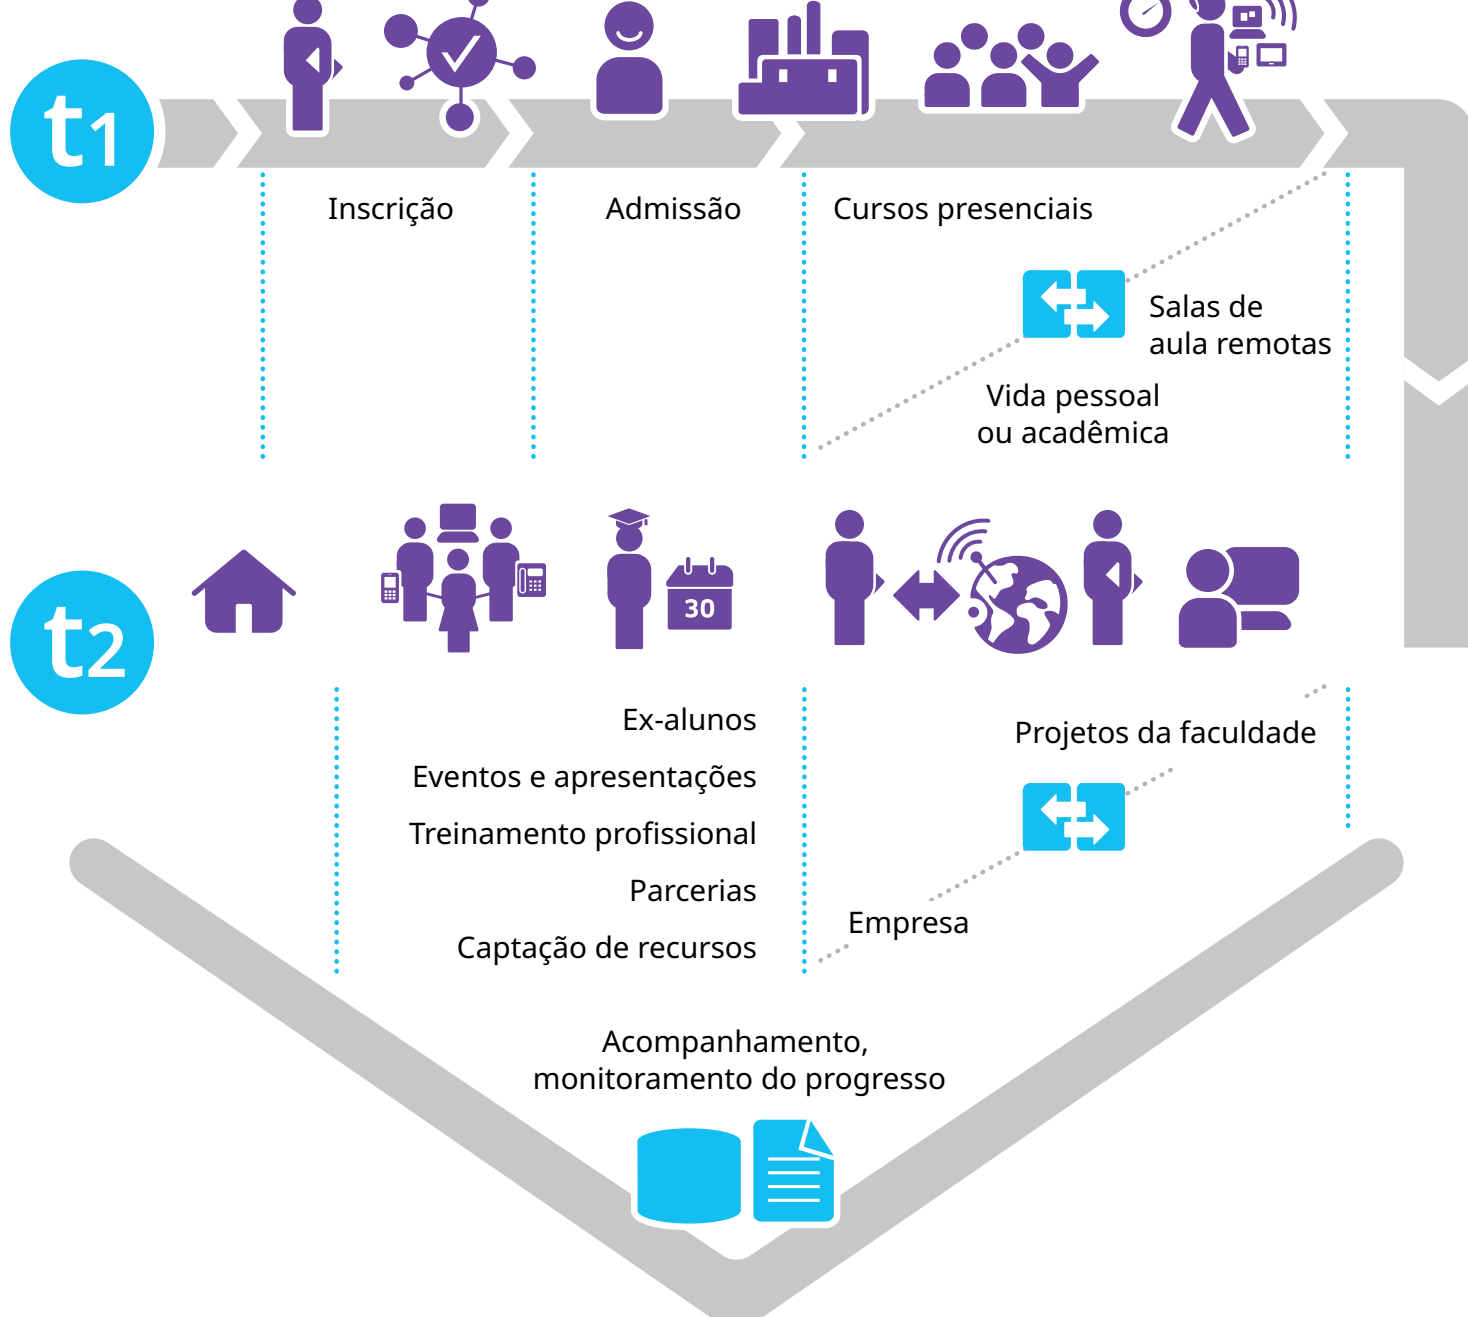 t1
Inscrição
Admissão
Cursos presenciais
Salas de
aula remotas
Vida pessoal
ou acadêmica
t2
30
Ex-alunos
Eventos e apresentações
Treinamento profissional
Parcerias
Captação de recursos
Projetos da faculdade
Empresa
Acompanhamento,
monitoramento do progresso